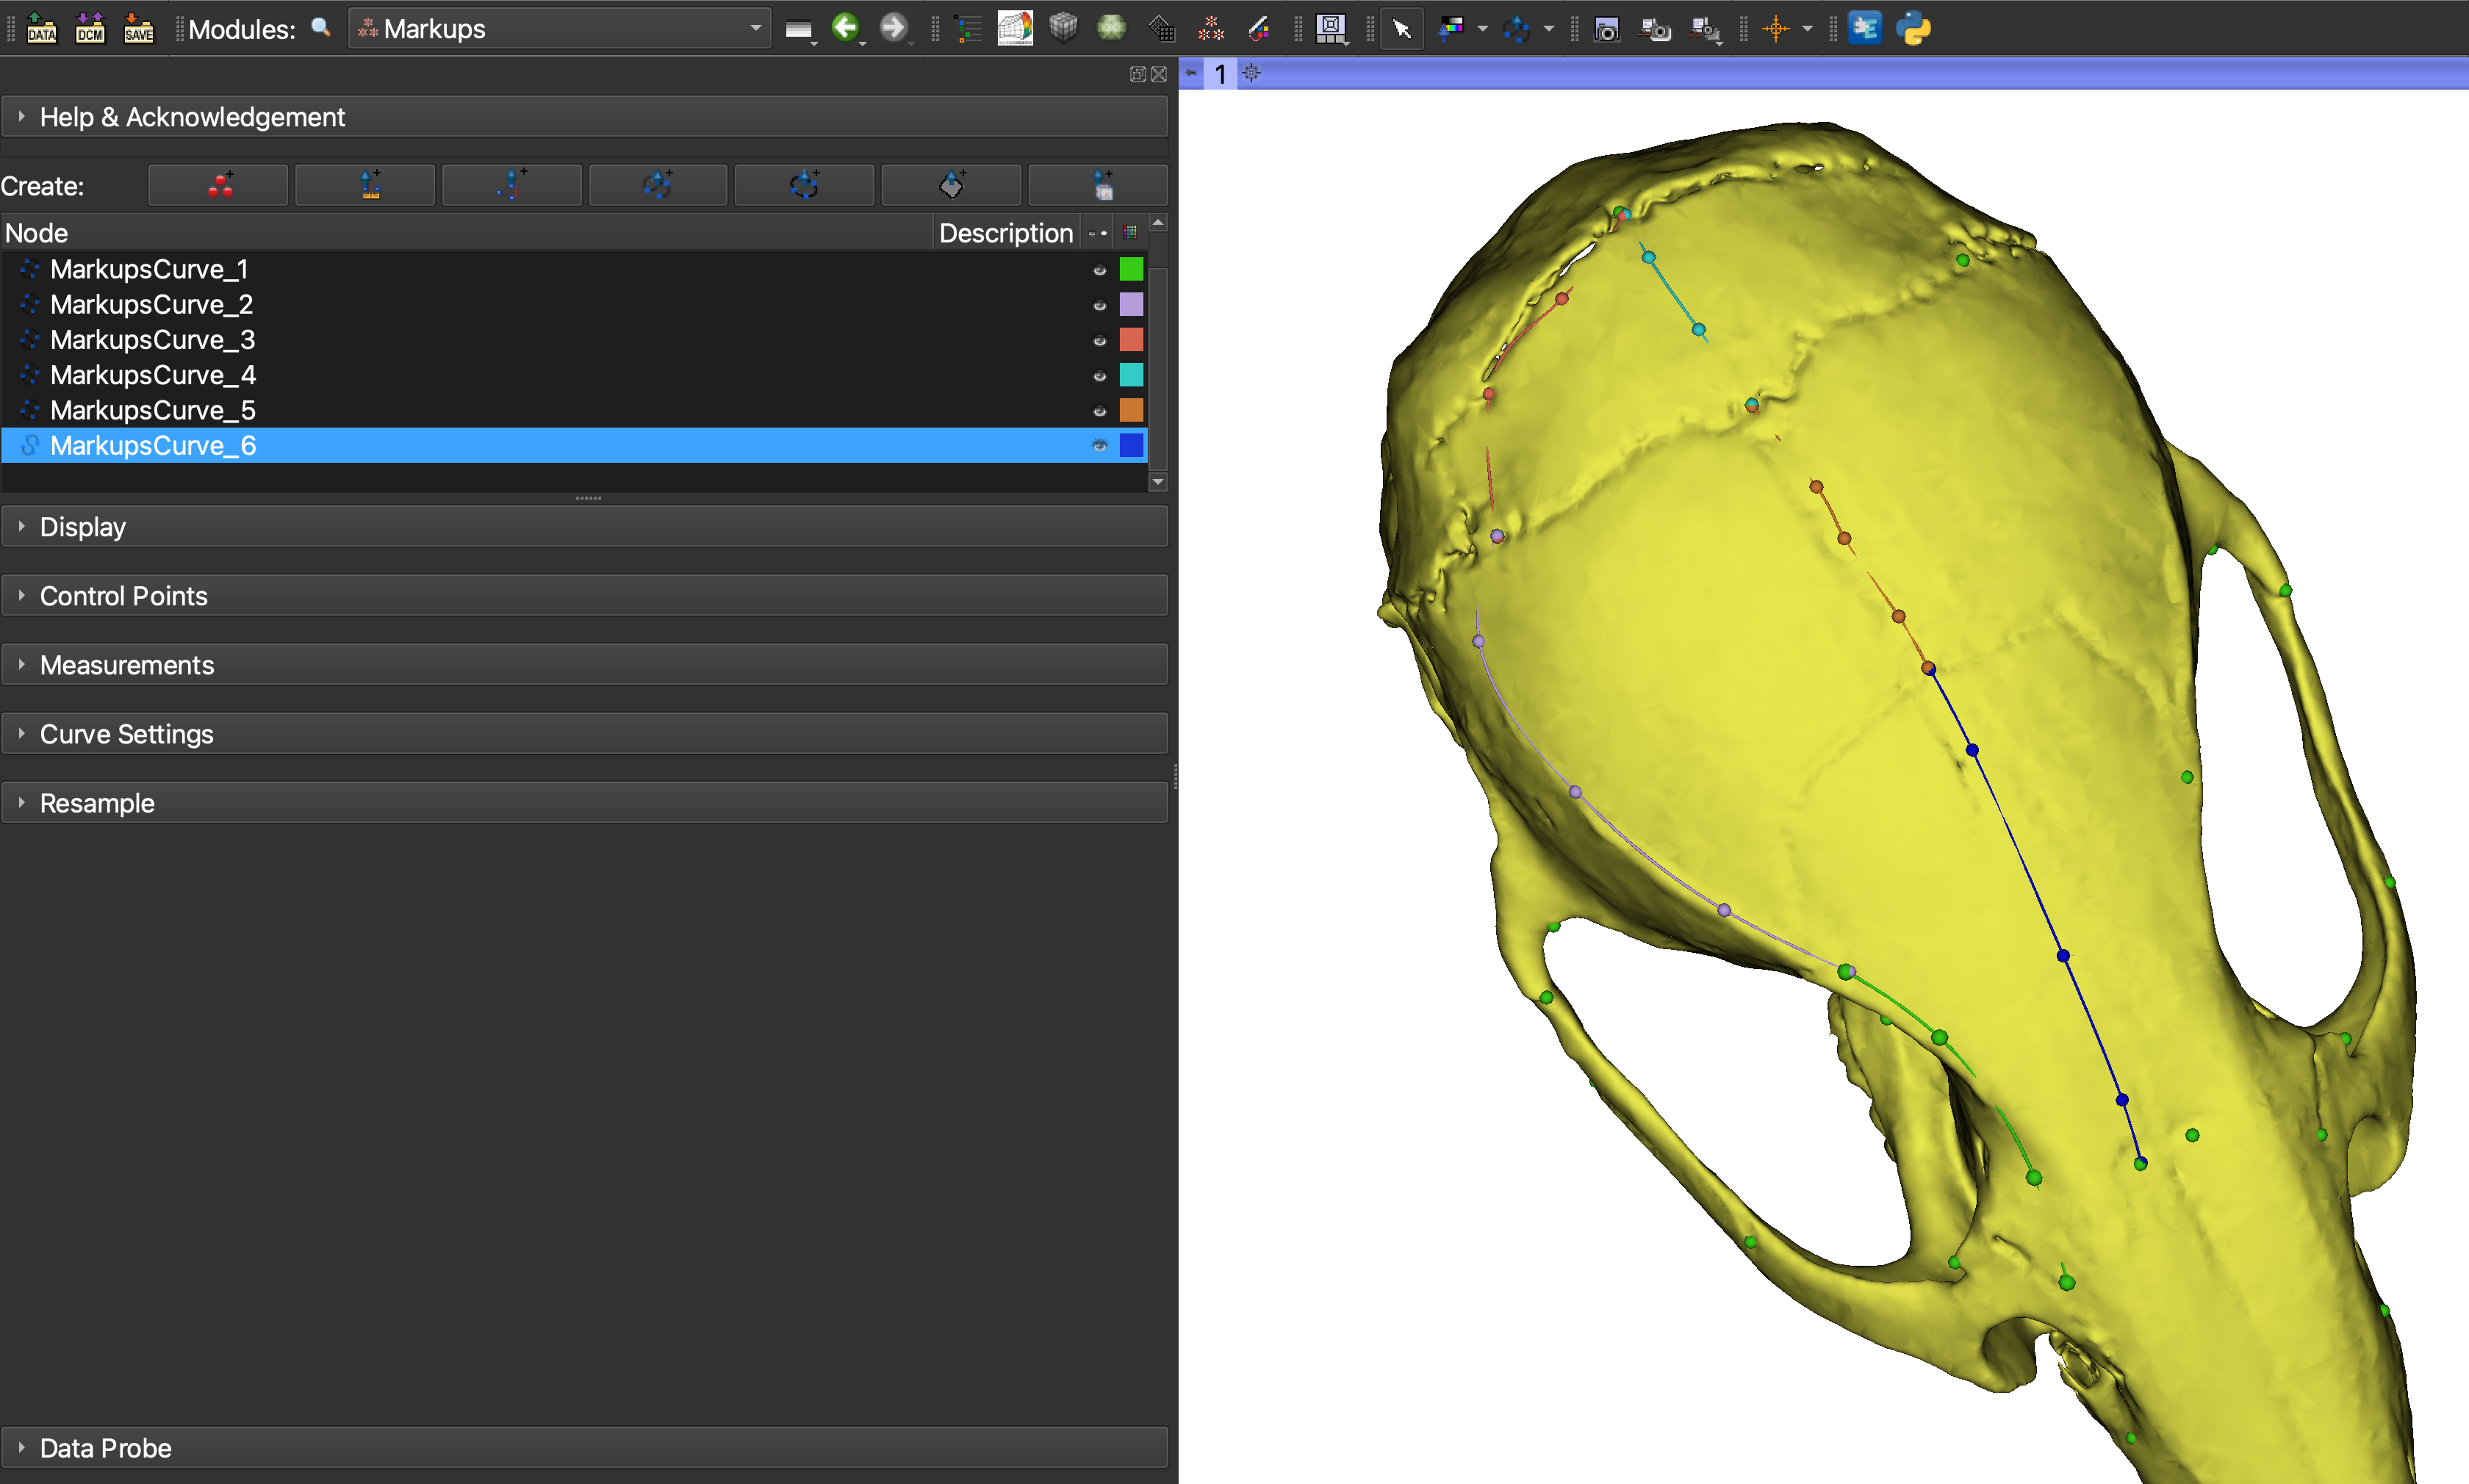 DATA DCM SAVE Modules: Markups
1
Help & Acknowledgement
Create:
Node Description
MarkupsCurve_1
MarkupsCurve_2
MarkupsCurve_3
MarkupsCurve_4
MarkupsCurve_5
MarkupsCurve_6
Display
Control Points
Measurements
Curve Settings
Resample
Data Probe